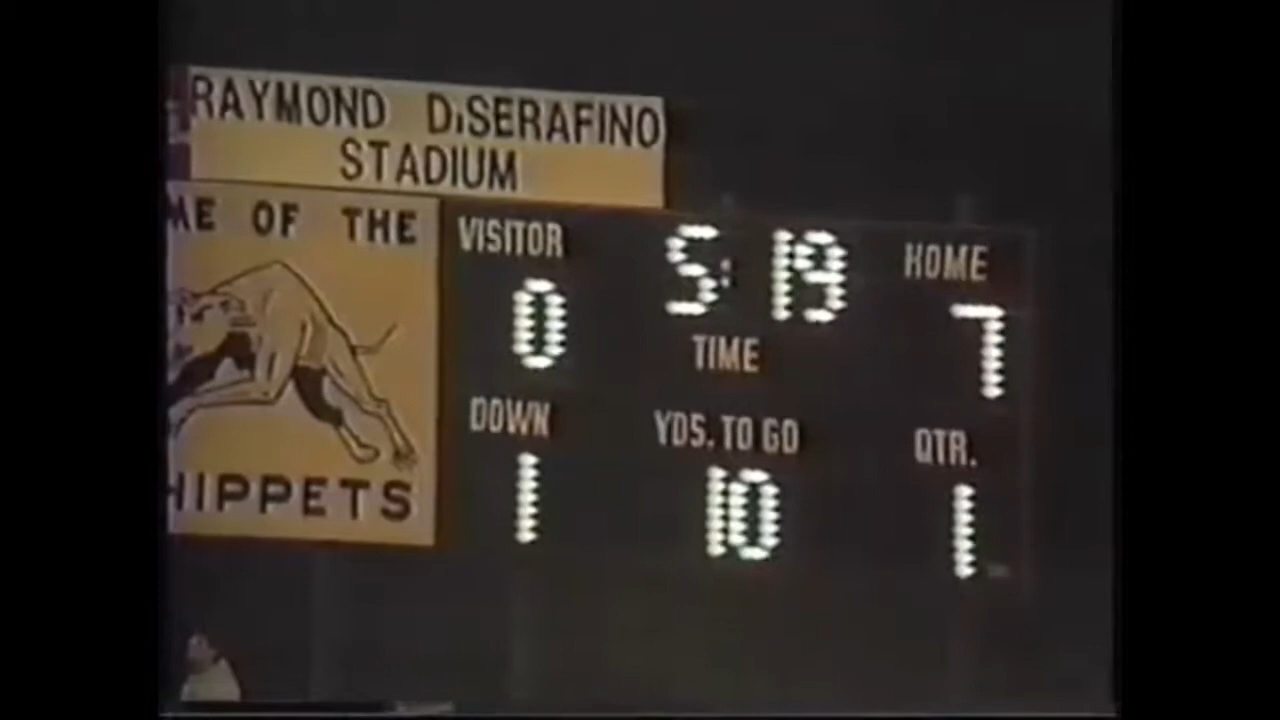 RAYMOND DiSERAFINO
STADIUM
ME OF THE
HIPPETS
VISITOR
5:19
HOME
0
TIME
7
DOWN
YDS. TO GO
QTR.
1
10
1